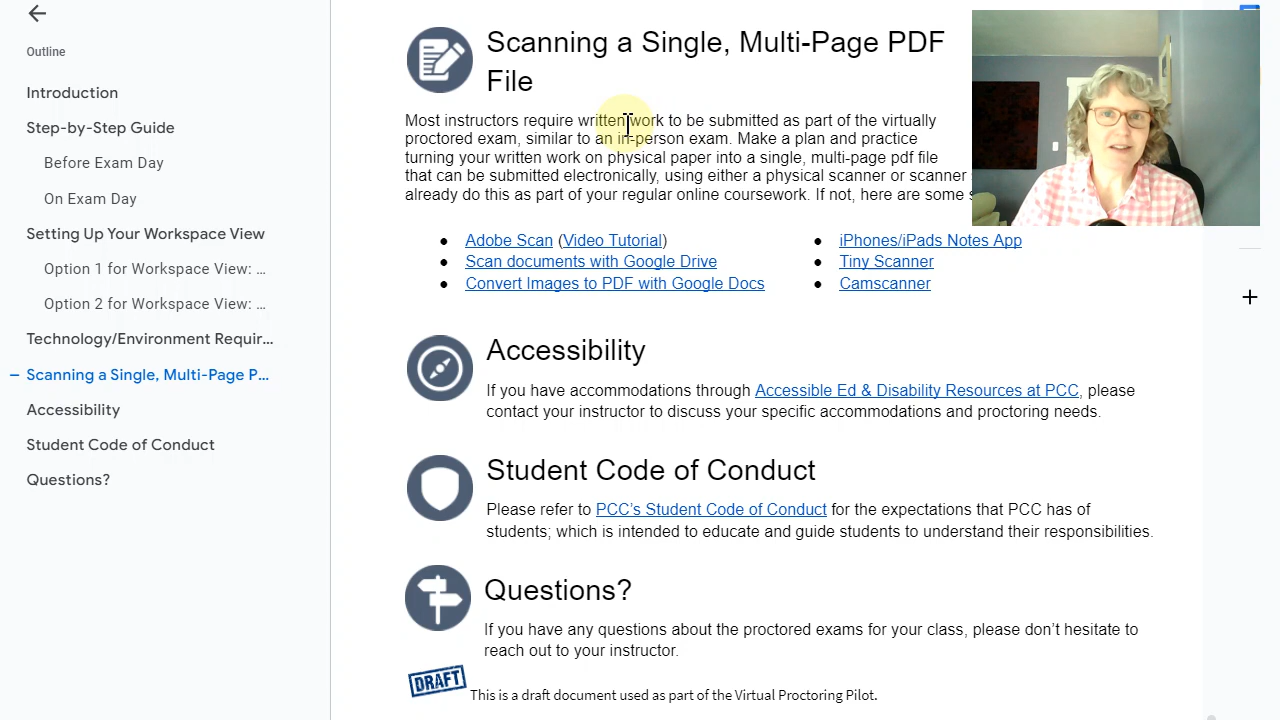 Outline
Introduction
Step-by-Step Guide
Before Exam Day
On Exam Day
Setting Up Your Workspace View
Option 1 for Workspace View: ...
Option 2 for Workspace View: ...
Technology/Environment Requir...
Scanning a Single, Multi-Page P...
Accessibility
Student Code of Conduct
Questions?
Scanning a Single, Multi-Page PDF
File
Most instructors require written work to be submitted as part of the virtually
proctored exam, similar to an in-person exam. Make a plan and practice
turning your written work on physical paper into a single, multi-page pdf file
that can be submitted electronically, using either a physical scanner or scanner
already do this as part of your regular online coursework. If not, here are some
Adobe Scan (Video Tutorial)
Scan documents with Google Drive
Convert Images to PDF with Google Docs
iPhones/iPads Notes App
Tiny Scanner
Camscanner
Accessibility
If you have accommodations through Accessible Ed & Disability Resources at PCC, please
contact your instructor to discuss your specific accommodations and proctoring needs.
Student Code of Conduct
Please refer to PCC's Student Code of Conduct for the expectations that PCC has of
students; which is intended to educate and guide students to understand their responsibilities.
Questions?
If you have any questions about the proctored exams for your class, please don't hesitate to
reach out to your instructor.
DRAFT
This is a draft document used as part of the Virtual Proctoring Pilot.